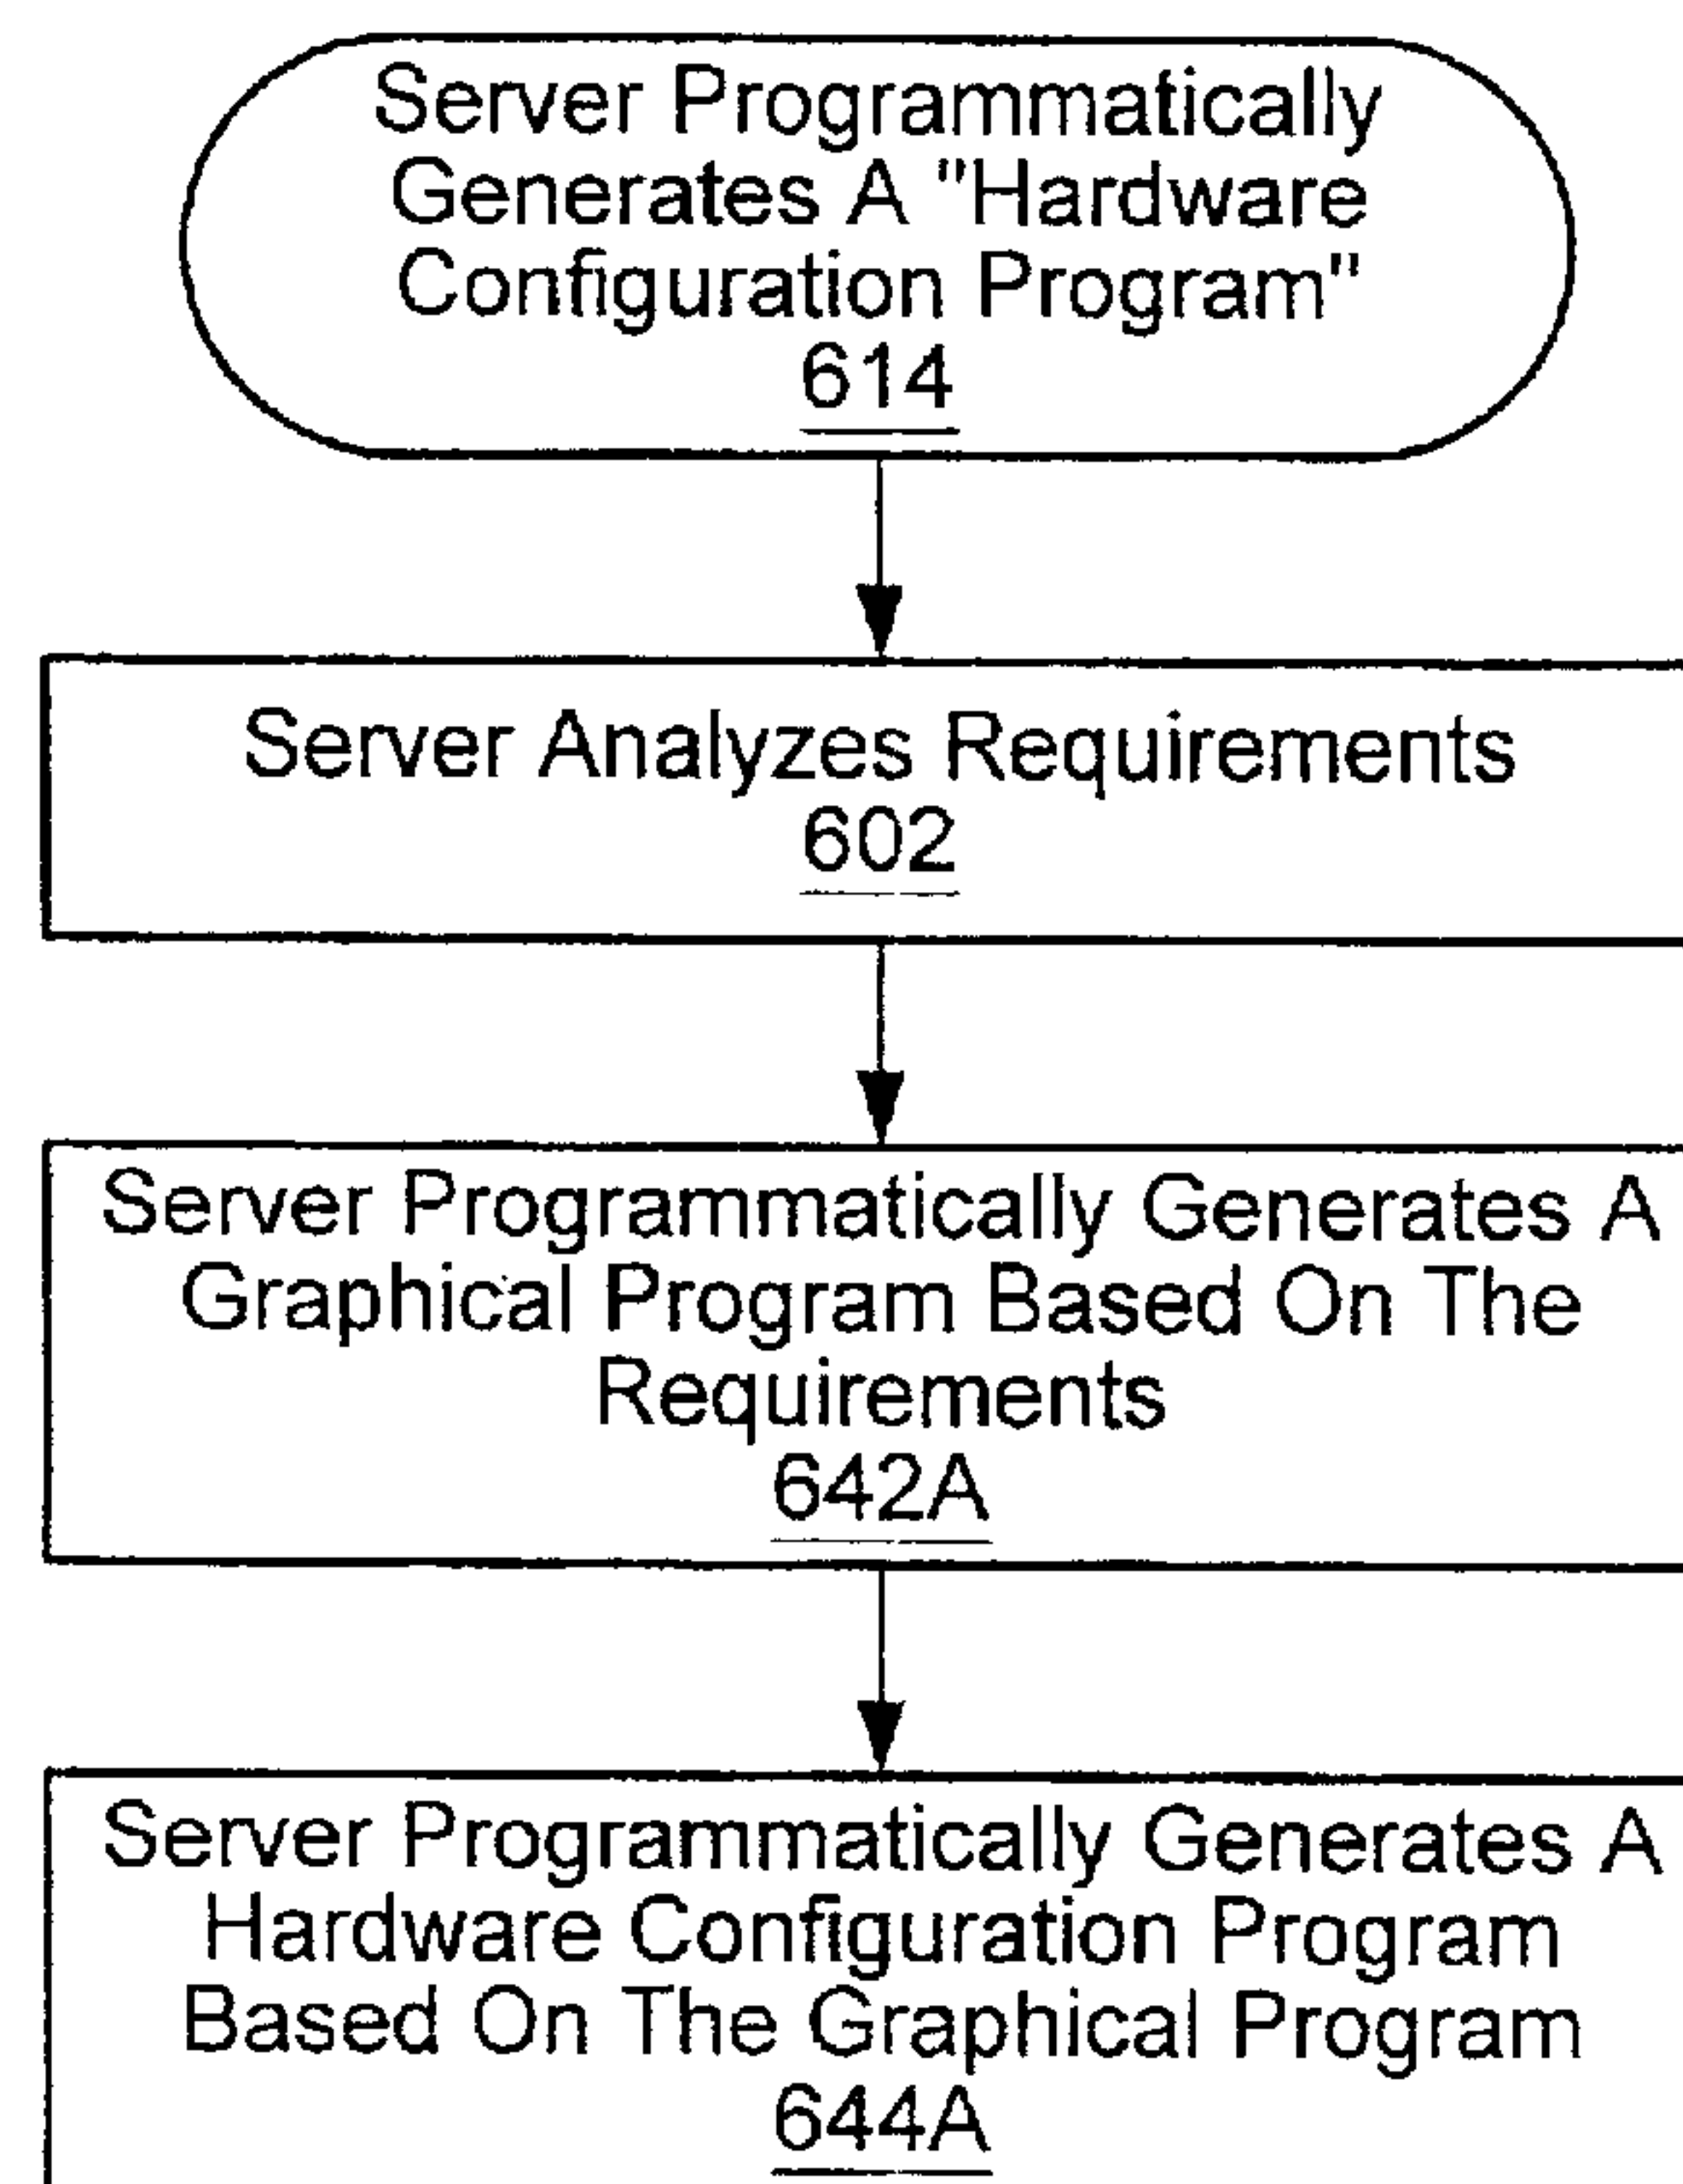 Server Programmatically
Generates A "Hardware
Configuration Program"
614
Server Analyzes Requirements
602
Server Programmatically Generates A
Graphical Program Based On The
Requirements
642A
Server Programmatically Generates A
Hardware Configuration Program
Based On The Graphical Program
644A